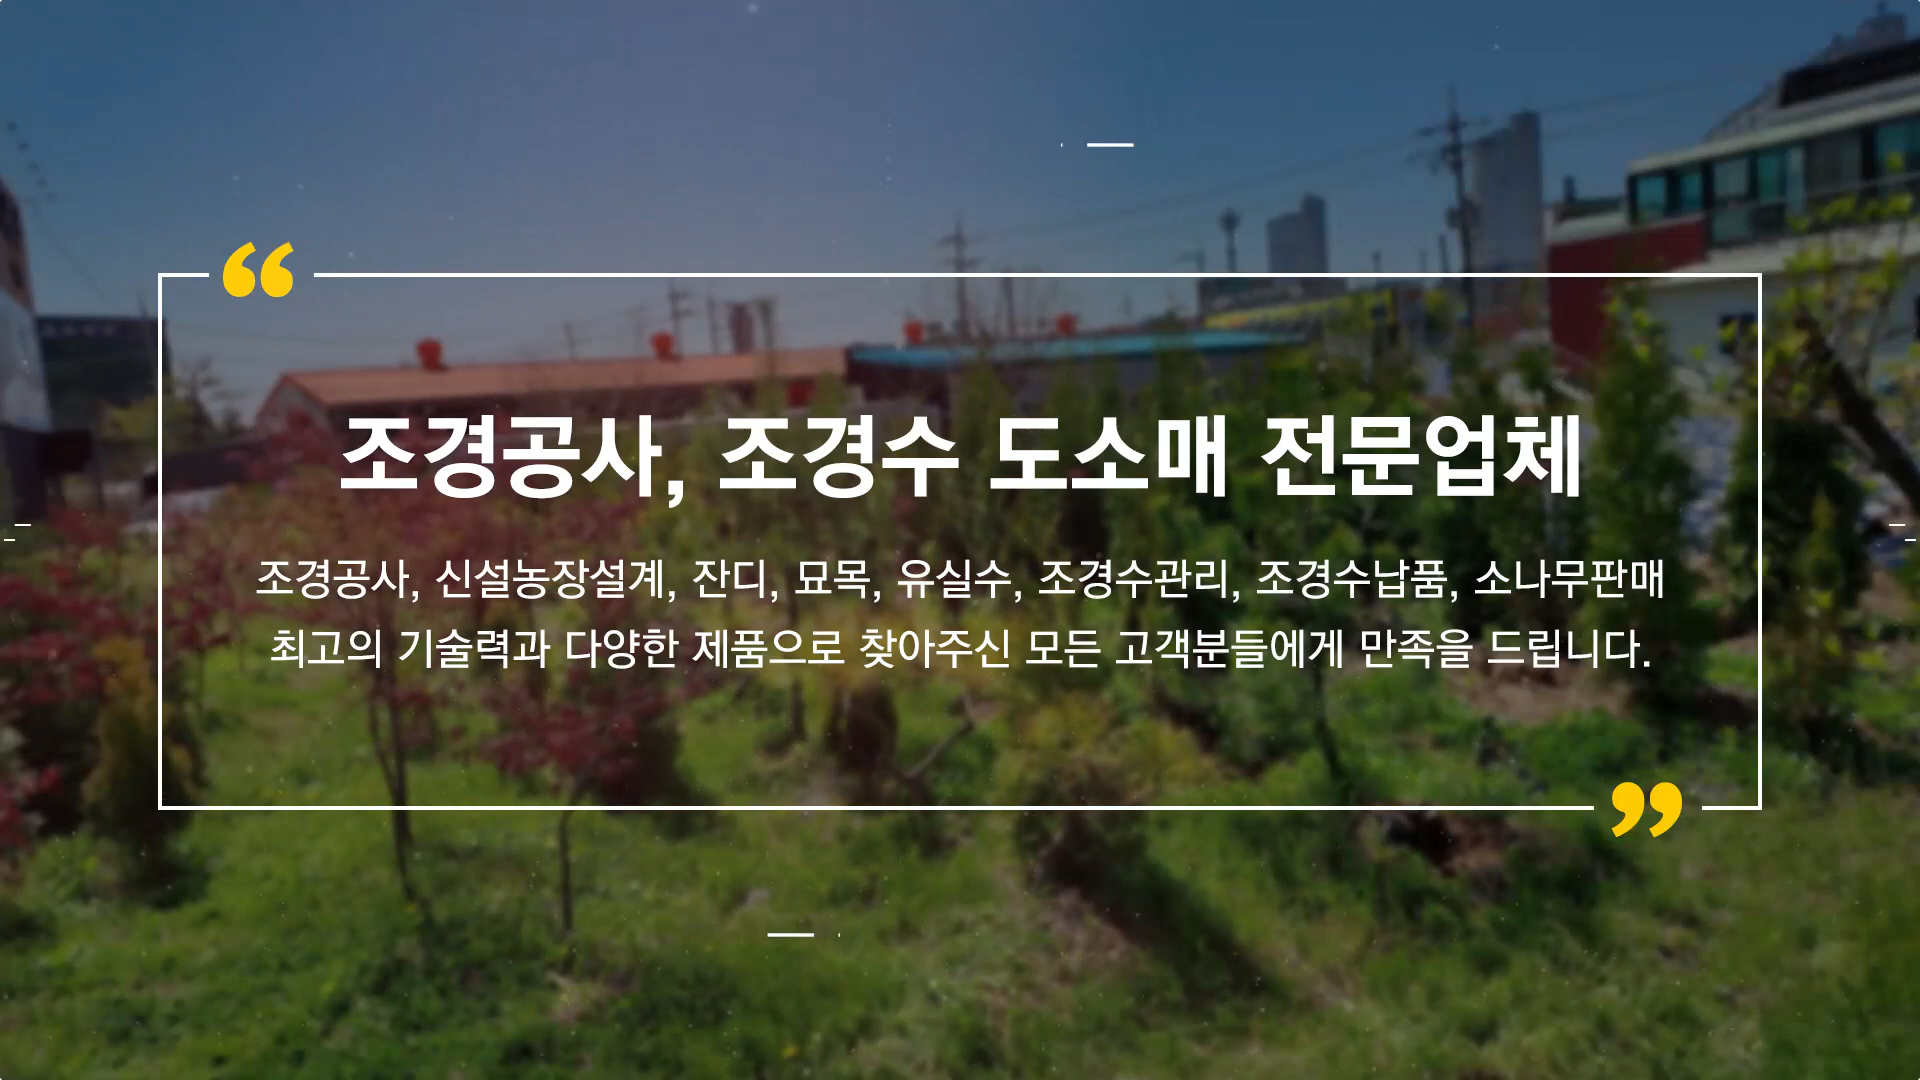 조경공사, 조경수 도소매 전문업체
조경공사, 신설농장설계, 잔디, 묘목, 유실수, 조경수관리, 조경수납품, 소나무판매
최고의 기술력과 다양한 제품으로 찾아주신 모든 고객분들에게 만족을 드립니다.